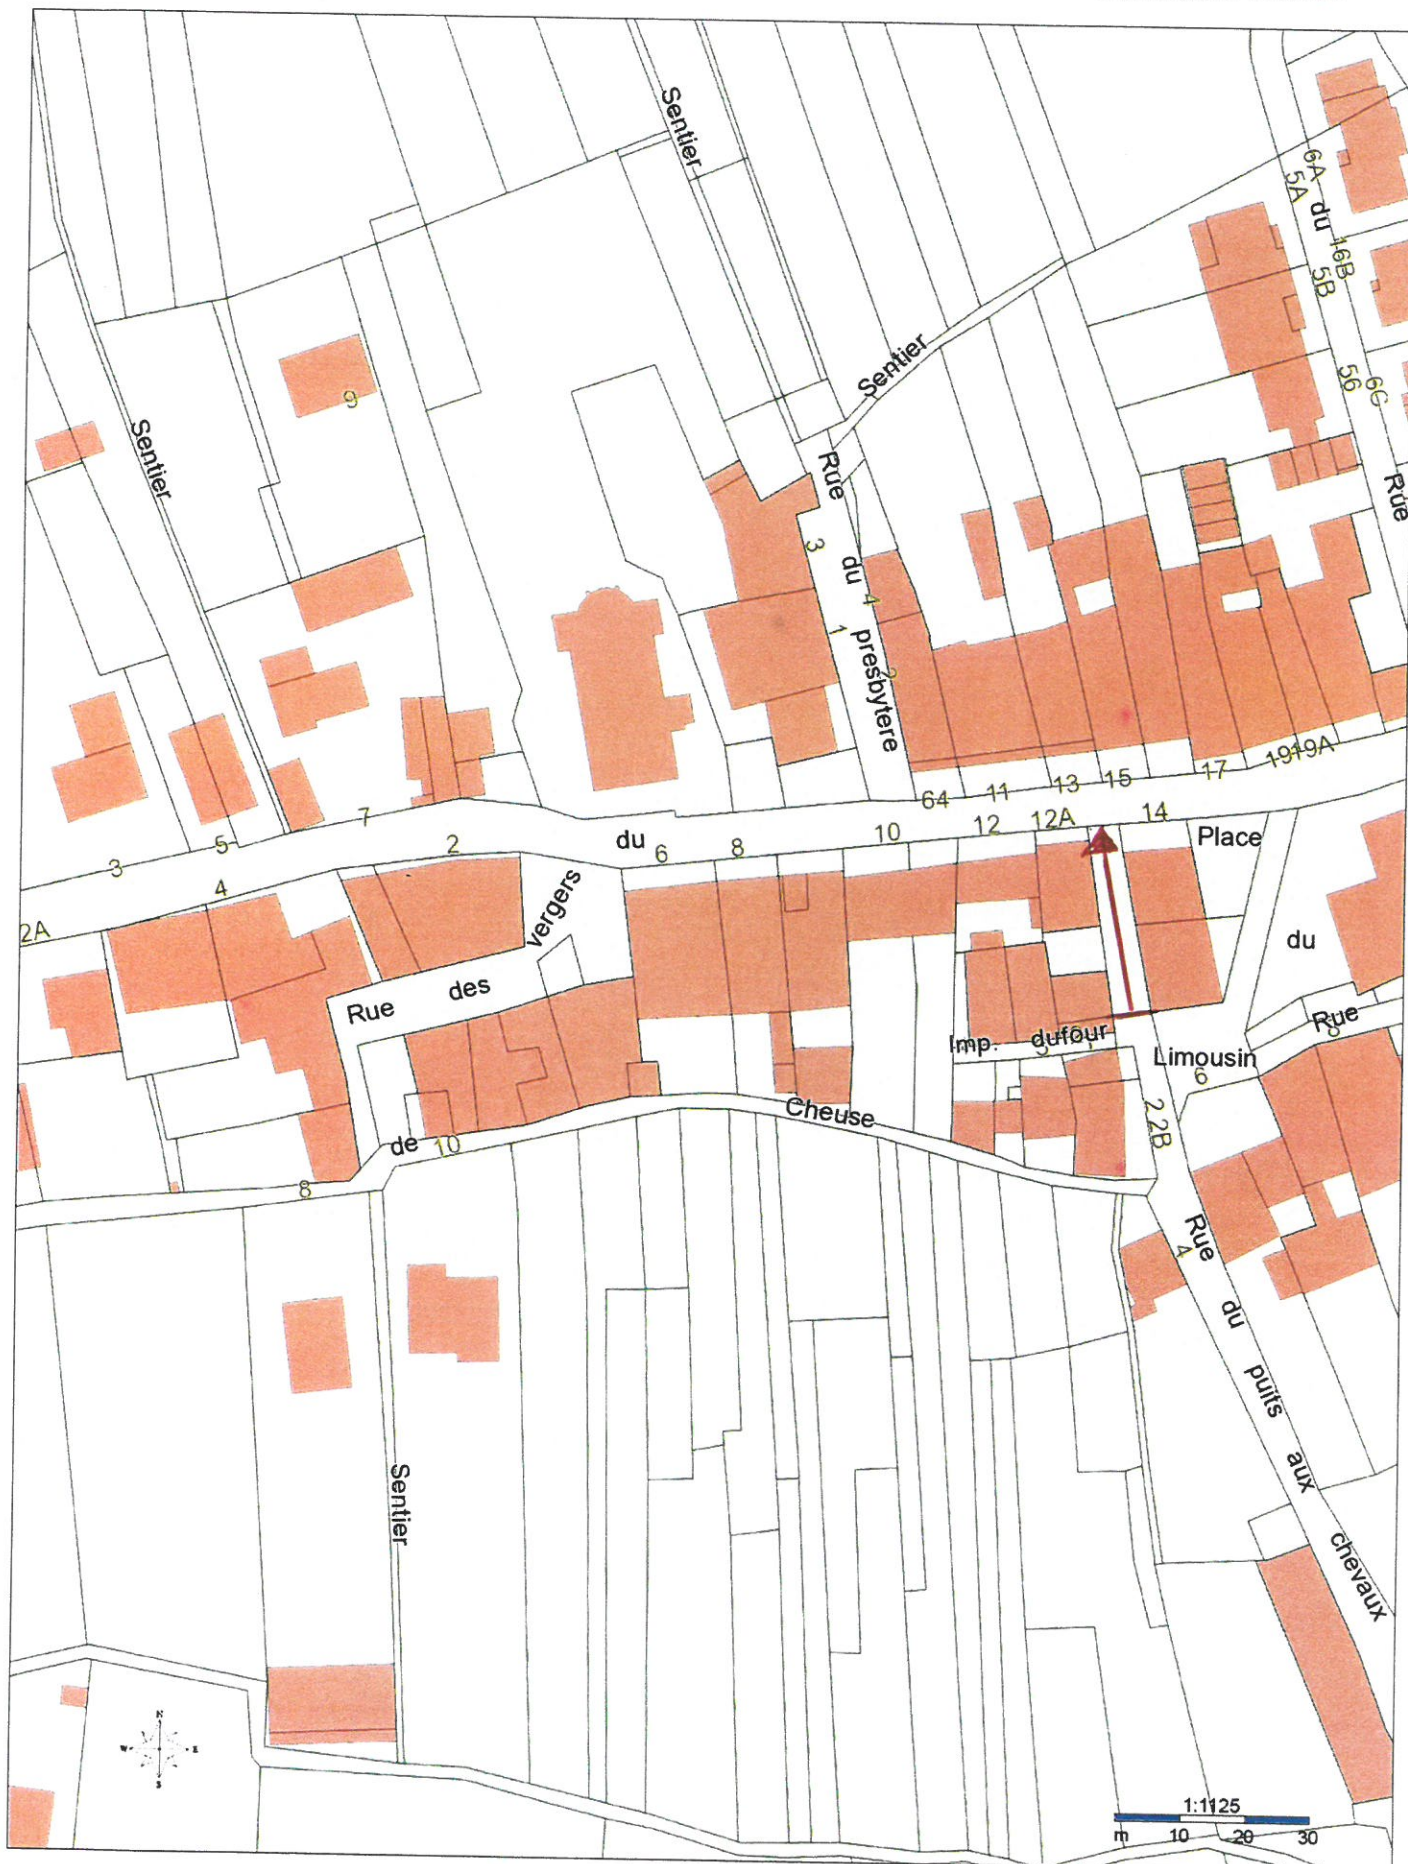 Sentier
Sentier
6A
5A
du
16B
5B
56
6C
Rue
9
Sentier
Sentier
Rue
du
presbytere
3
1
4
2
64
11
13
15
17
19
19A
3
5
7
2A
4
2
du
6
8
10
12
12A
14
Place
vergers
Rue
des
du
Rue
8
Imp.
dufour
Limousin
6
Cheuse
de
10
8
2
2B
Rue
du
puits
aux
chevaux
4
Sentier
N
W
E
S
1:1125
m 10 20 30